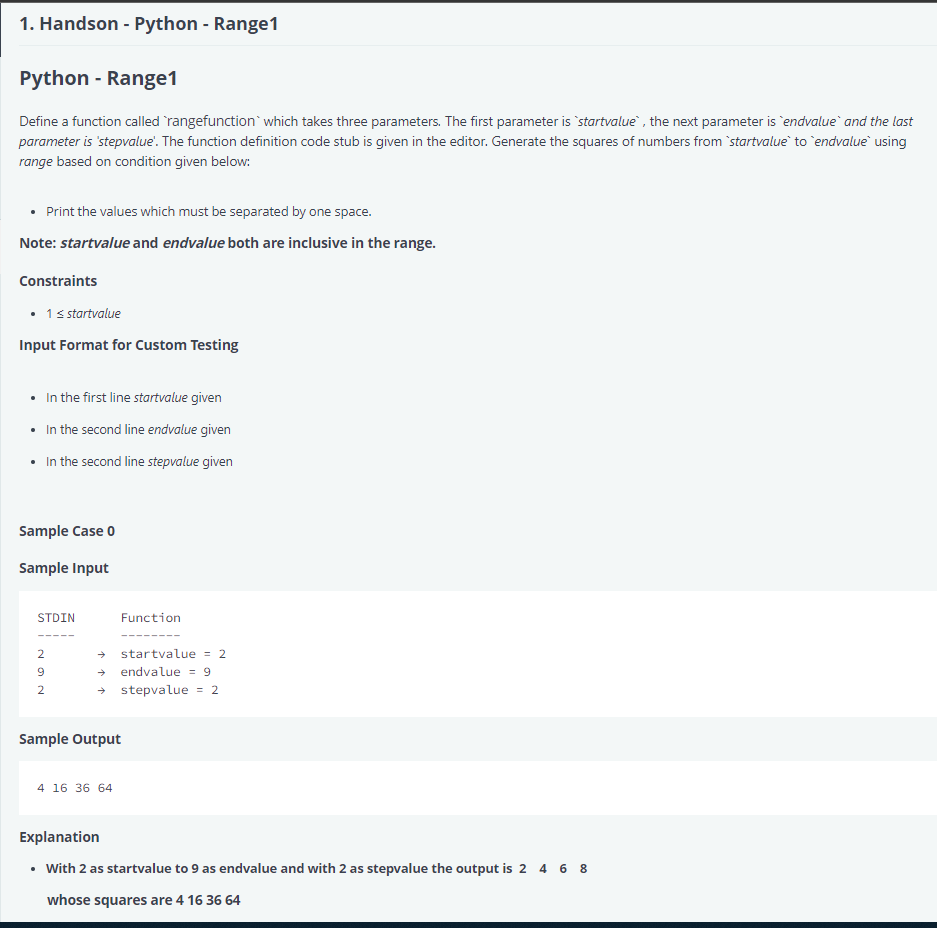 1. Handson - Python - Range1
Python - Range1
Define a function called `rangefunction` which takes three parameters. The first parameter is `startvalue` , the next parameter is `endvalue` and the last
parameter is 'stepvalue'. The function definition code stub is given in the editor. Generate the squares of numbers from `startvalue` to `endvalue` using
range based on condition given below:
• Print the values which must be separated by one space.
Note: startvalue and endvalue both are inclusive in the range.
Constraints
• 1 ≤ startvalue
Input Format for Custom Testing
• In the first line startvalue given
• In the second line endvalue given
• In the second line stepvalue given
Sample Case 0
Sample Input
STDIN Function
----- --------
2 → startvalue = 2
9 → endvalue = 9
2 → stepvalue = 2
Sample Output
4 16 36 64
Explanation
• With 2 as startvalue to 9 as endvalue and with 2 as stepvalue the output is 2 4 6 8
whose squares are 4 16 36 64